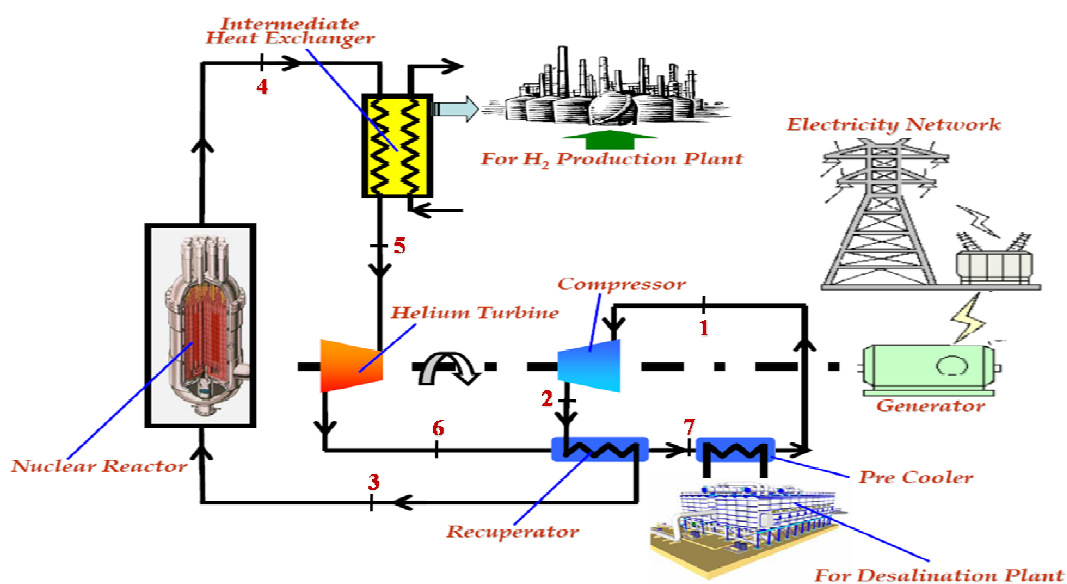 Intermediate
Heat Exchanger
4
For H2 Production Plant
Electricity Network
5
Compressor
Helium Turbine
1
2
Generator
6
7
Nuclear Reactor
Pre Cooler
3
Recuperator
For Desalination Plant